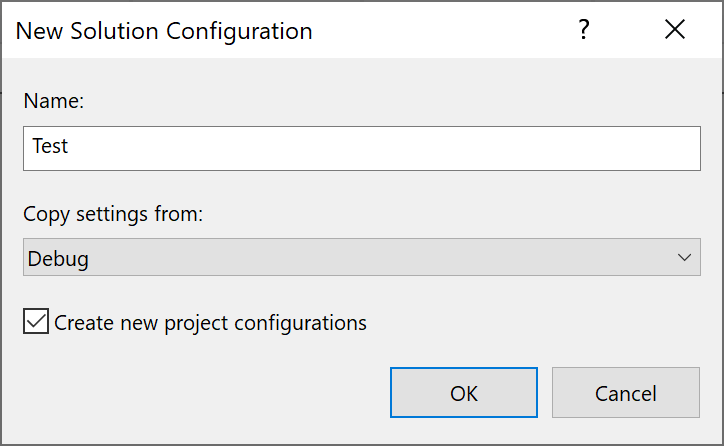 New Solution Configuration ?
Name:
Test
Copy settings from:
Debug
Create new project configurations
OK Cancel